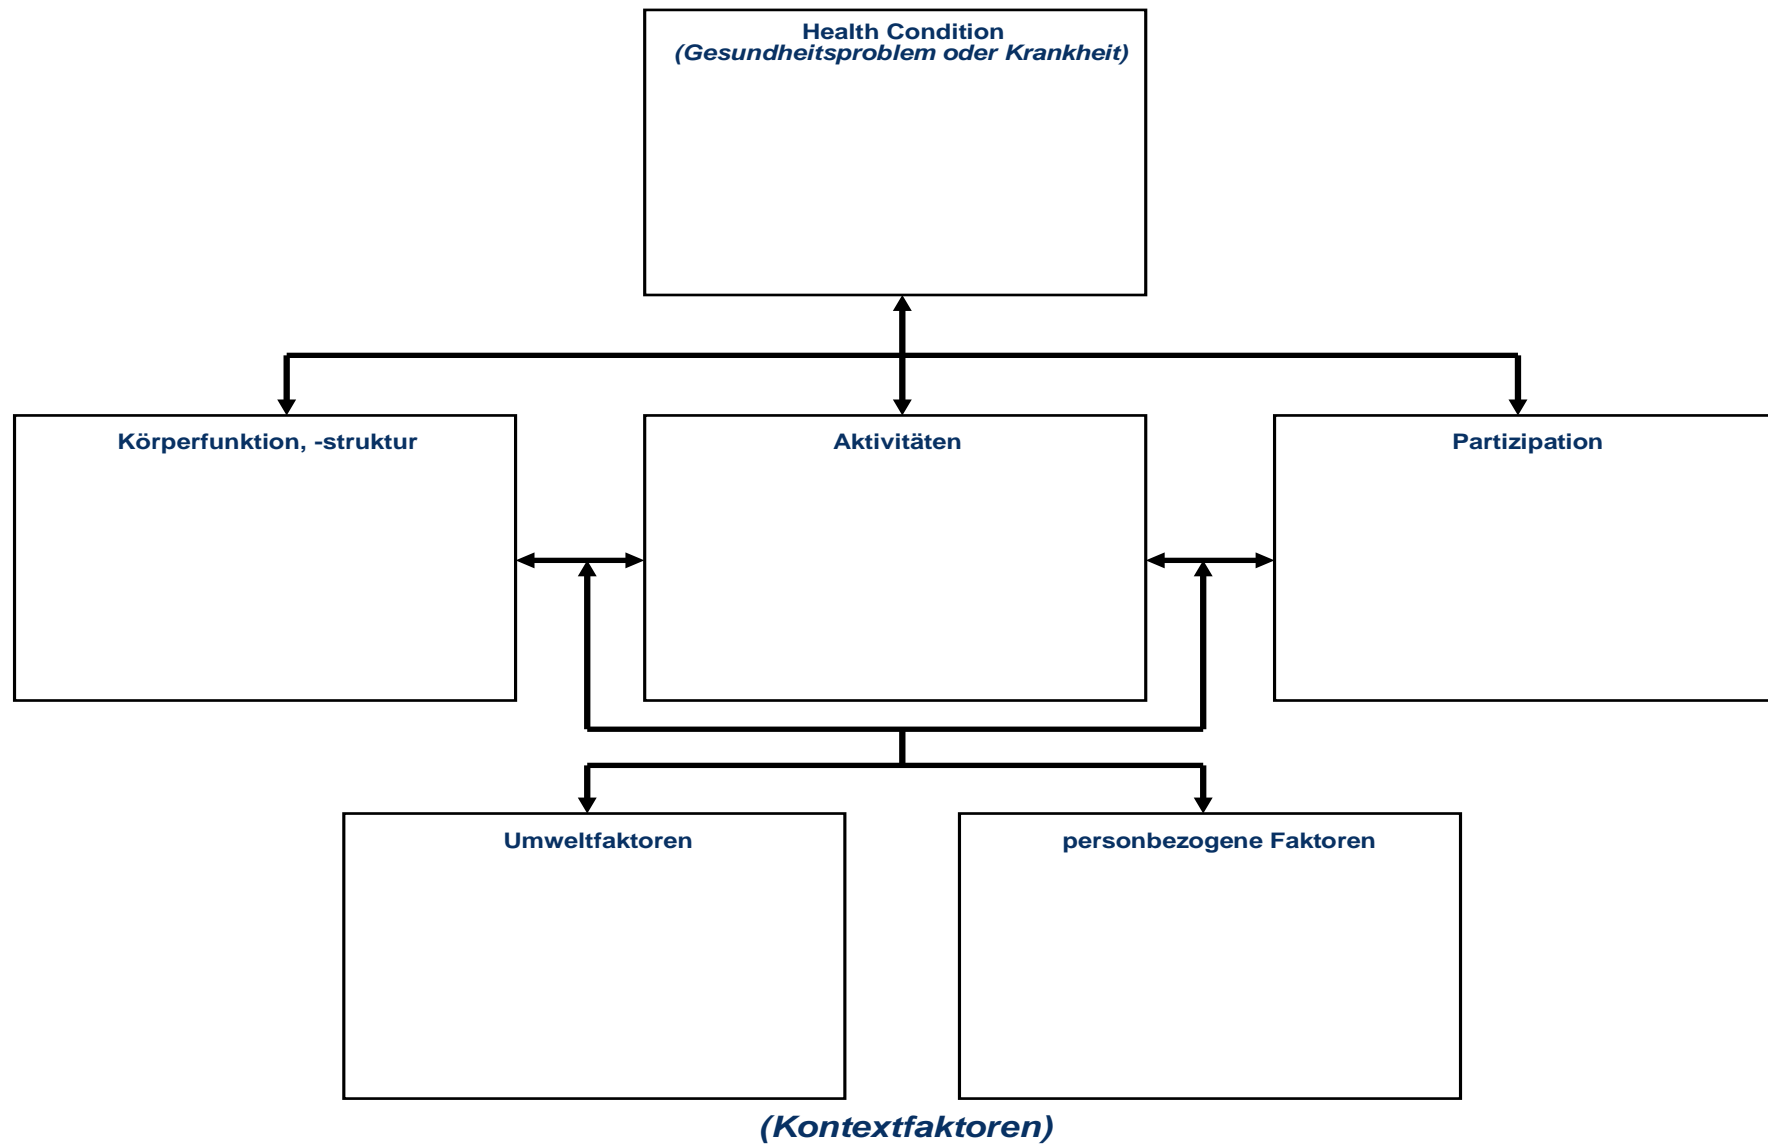 Health Condition
(Gesundheitsproblem oder Krankheit)
Körperfunktion, -struktur
Aktivitäten
Partizipation
Umweltfaktoren
personbezogene Faktoren
(Kontextfaktoren)